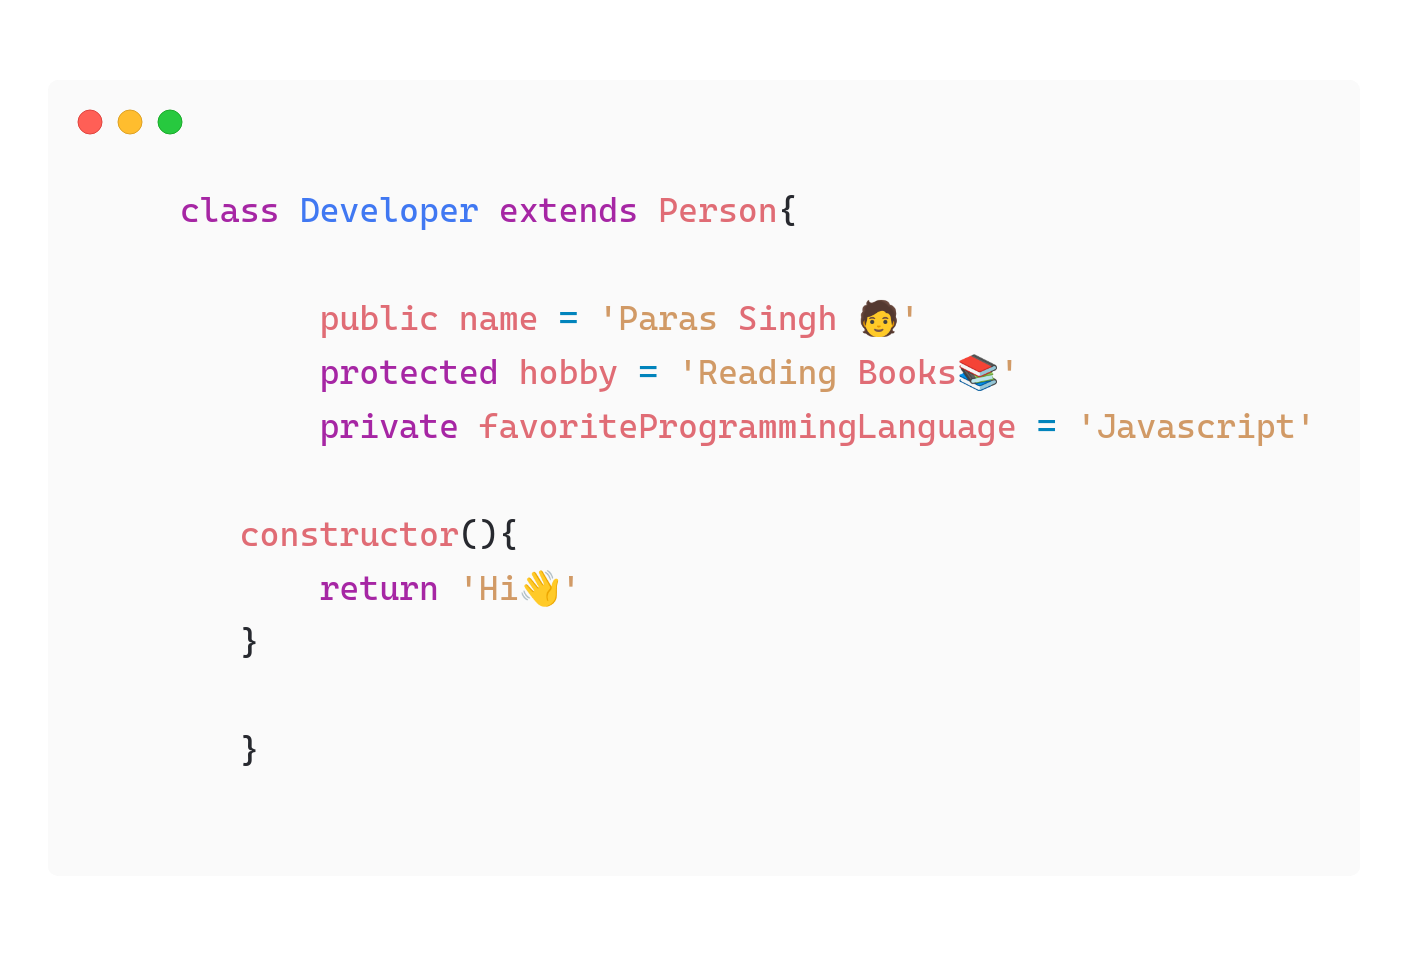 class Developer extends Person{
public name = 'Paras Singh 🧑'
protected hobby = 'Reading Books📚'
private favoriteProgrammingLanguage = 'Javascript'
constructor(){
return 'Hi👋'
}
}